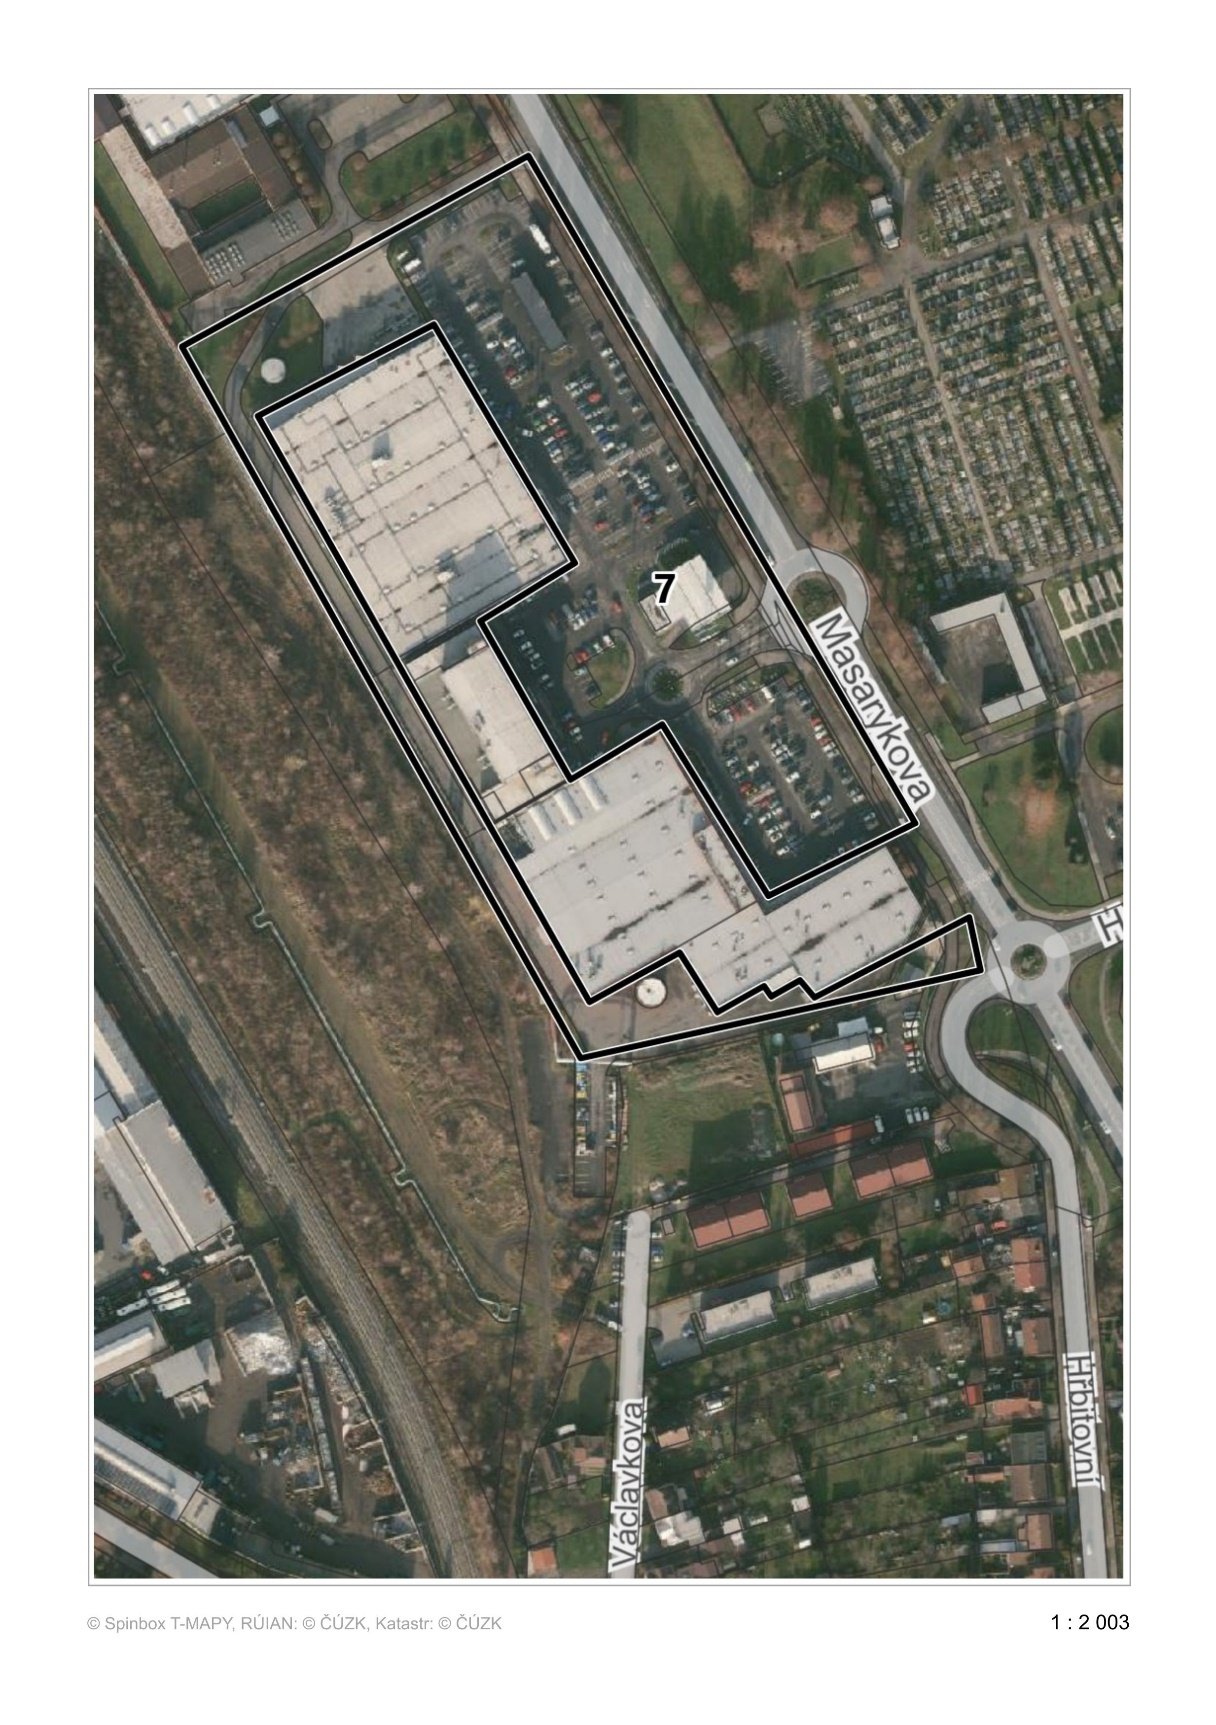 7
Masarykova
H
Hřbitovní
Václavkova
© Spinbox T-MAPY, RÚIAN: © ČÚZK, Katastr: © ČÚZK
1 : 2 003